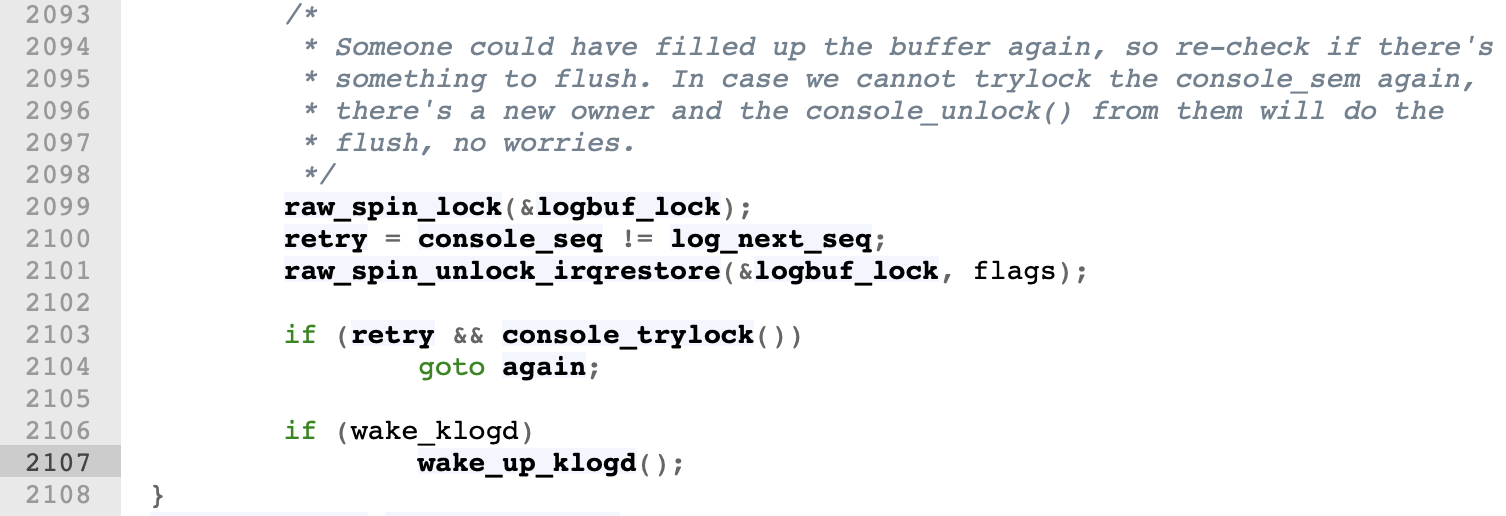 2093 /*
2094 * Someone could have filled up the buffer again, so re-check if there's
2095 * something to flush. In case we cannot trylock the console_sem again,
2096 * there's a new owner and the console_unlock() from them will do the
2097 * flush, no worries.
2098 */
2099 raw_spin_lock(&logbuf_lock);
2100 retry = console_seq != log_next_seq;
2101 raw_spin_unlock_irqrestore(&logbuf_lock, flags);
2102
2103 if (retry && console_trylock())
2104 goto again;
2105
2106 if (wake_klogd)
2107 wake_up_klogd();
2108 }